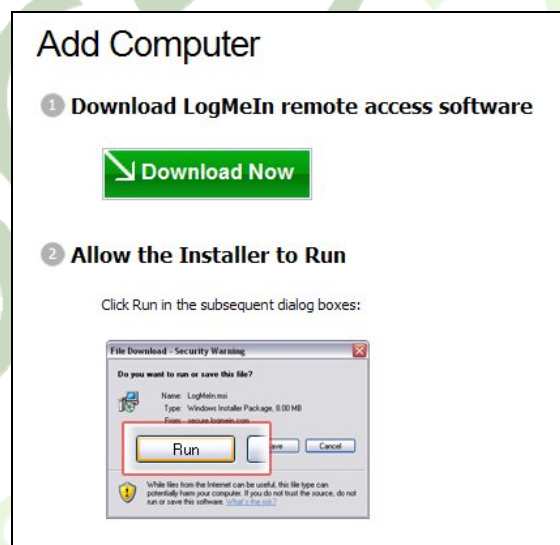 Add Computer
1 Download LogMeIn remote access software
Download Now
2 Allow the Installer to Run
Click Run in the subsequent dialog boxes:
File Download - Security Warning
Do you want to run or save this file?
Name: LogMeIn.msi
Type: Windows Installer Package, 8.00 MB
From: secure.logmein.com
Run Cancel
While files from the Internet can be useful, this file type can
potentially harm your computer. If you do not trust the source, do not
run or save this software. What's the risk?